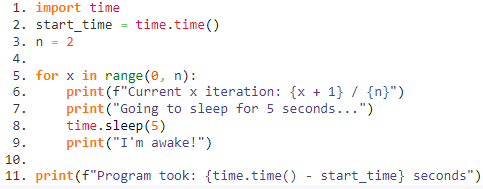 1. import time
2. start_time = time.time()
3. n = 2
4.
5. for x in range(0, n):
6.     print(f"Current x iteration: {x + 1} / {n}")
7.     print("Going to sleep for 5 seconds...")
8.     time.sleep(5)
9.     print("I'm awake!")
10.
11. print(f"Program took: {time.time() - start_time} seconds")